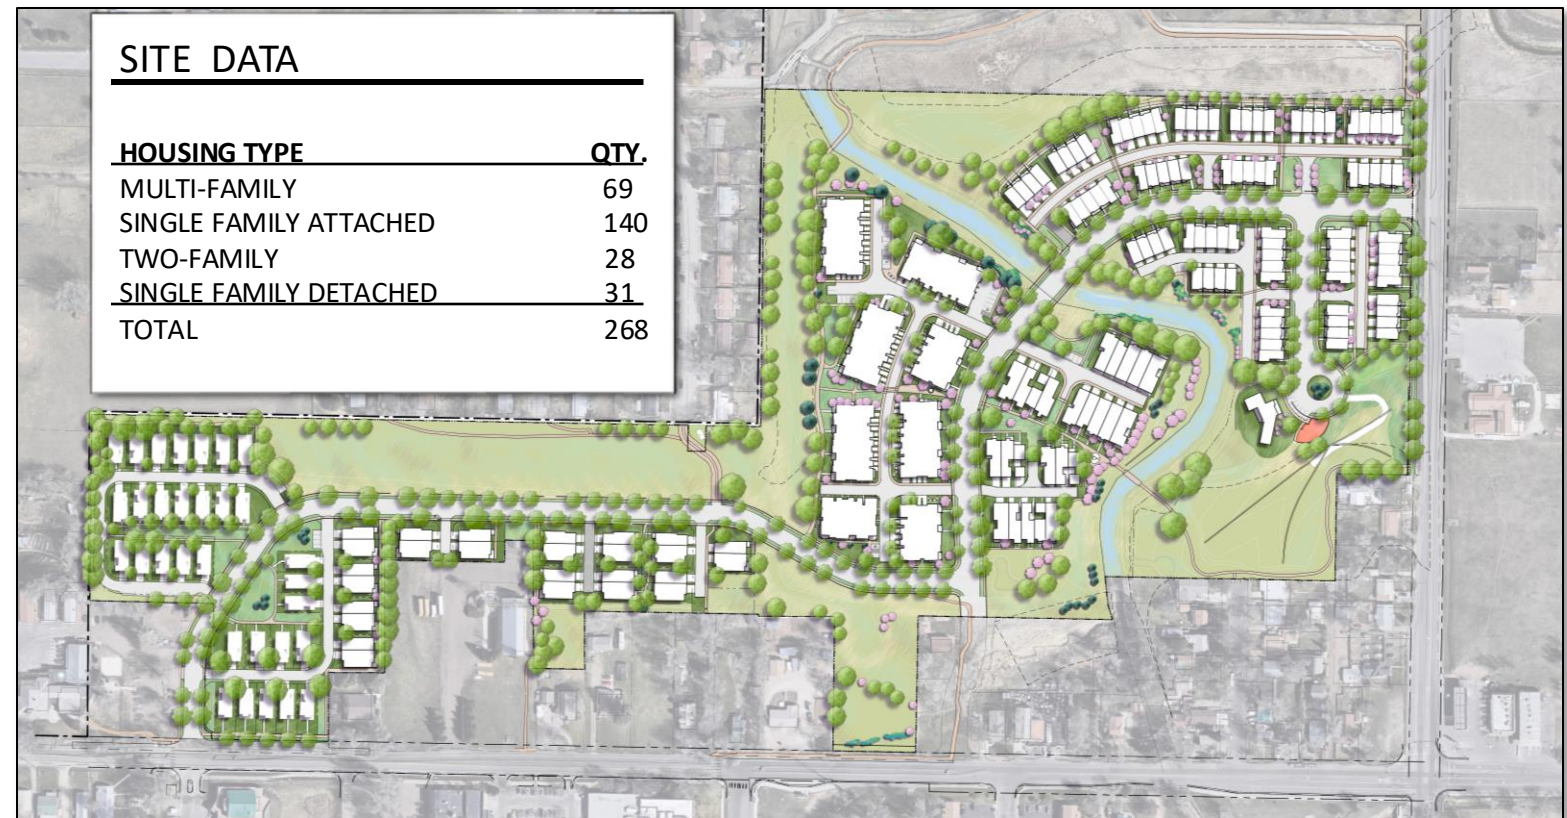 SITE DATA
HOUSING TYPE QTY.
MULTI-FAMILY 69
SINGLE FAMILY ATTACHED 140
TWO-FAMILY 28
SINGLE FAMILY DETACHED 31
TOTAL 268